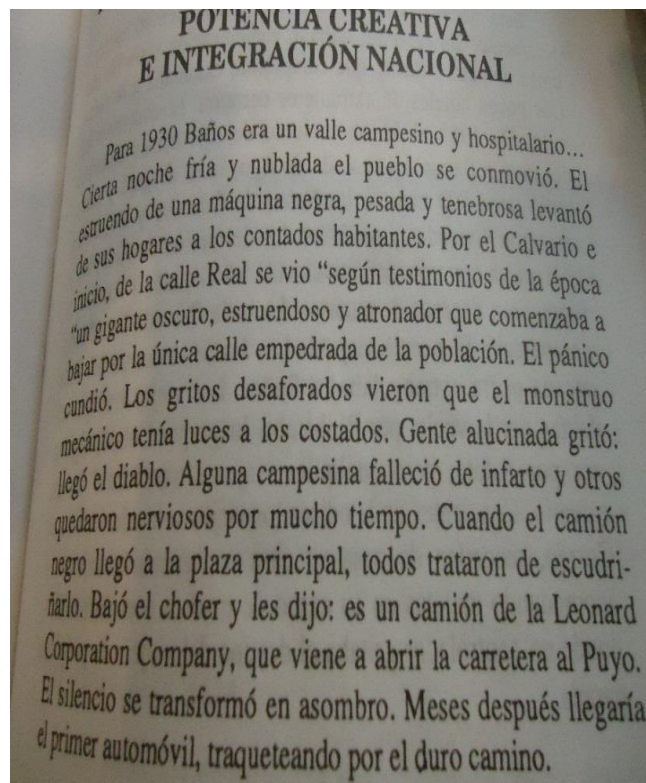 POTENCIA CREATIVA
E INTEGRACIÓN NACIONAL
Para 1930 Baños era un valle campesino y hospitalario...
Cierta noche fría y nublada el pueblo se conmovió. El
estruendo de una máquina negra, pesada y tenebrosa levantó
de sus hogares a los contados habitantes. Por el Calvario e
inicio, de la calle Real se vio “según testimonios de la época
“un gigante oscuro, estruendoso y atronador que comenzaba a
bajar por la única calle empedrada de la población. El pánico
cundió. Los gritos desaforados vieron que el monstruo
mecánico tenía luces a los costados. Gente alucinada gritó:
llegó el diablo. Alguna campesina falleció de infarto y otros
quedaron nerviosos por mucho tiempo. Cuando el camión
negro llegó a la plaza principal, todos trataron de escudri-
ñarlo. Bajó el chofer y les dijo: es un camión de la Leonard
Corporation Company, que viene a abrir la carretera al Puyo.
El silencio se transformó en asombro. Meses después llegaría
el primer automóvil, traqueteando por el duro camino.